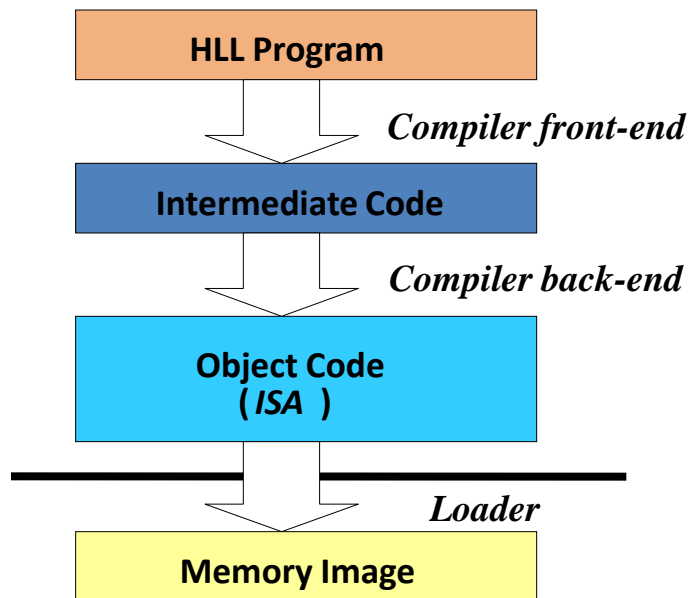 HLL Program
Compiler front-end
Intermediate Code
Compiler back-end
Object Code
( ISA )
Loader
Memory Image